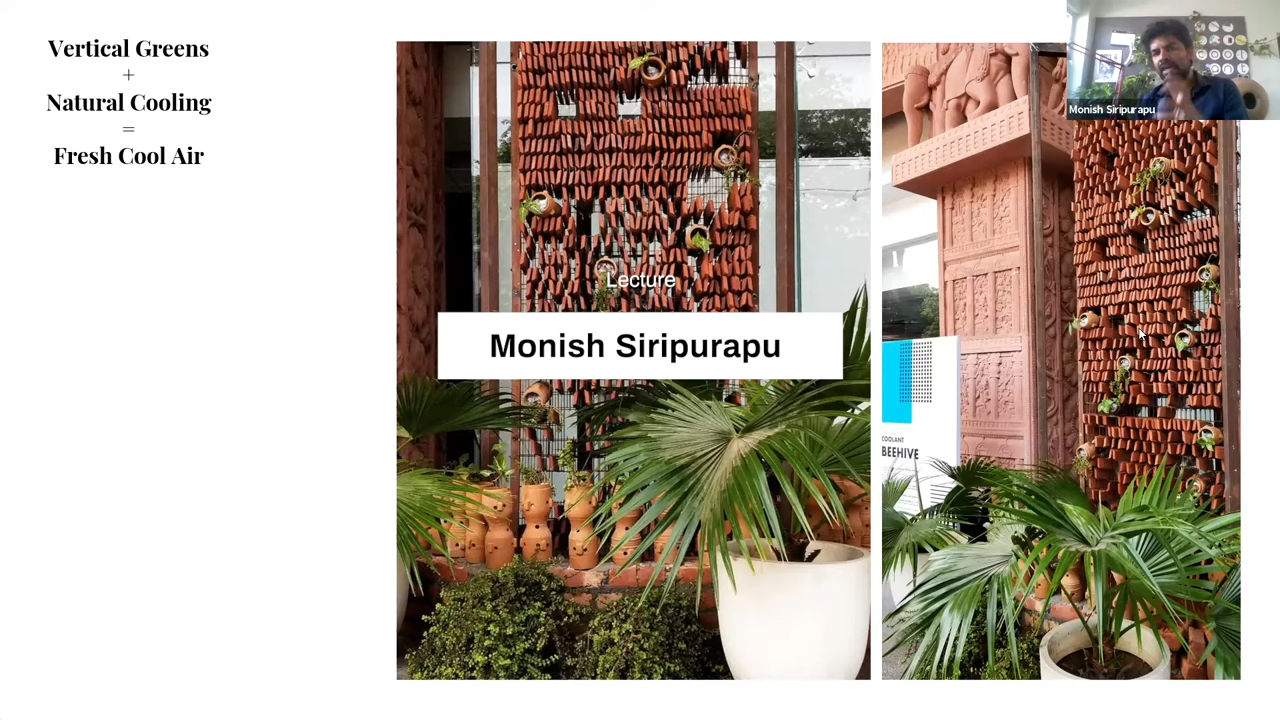 Vertical Greens
+
Natural Cooling
=
Fresh Cool Air
Lecture
Monish Siripurapu
Monish Siripurapu
COOLANT
BEEHIVE